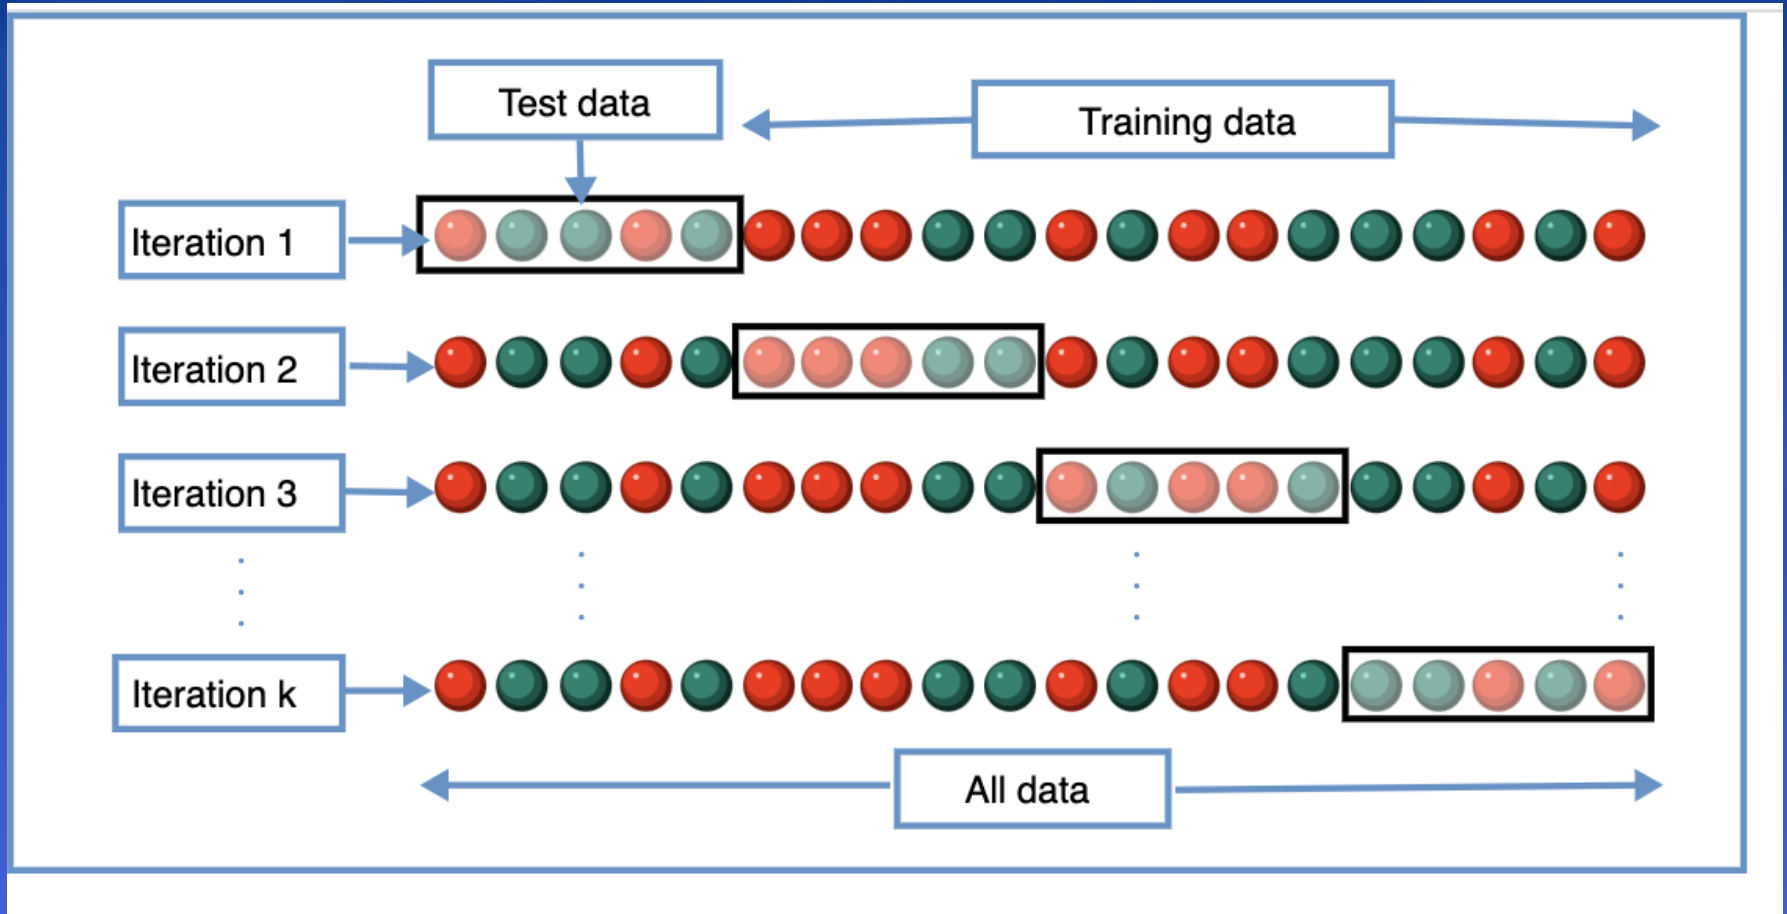 Test data
Training data
Iteration 1
Iteration 2
Iteration 3
Iteration k
All data